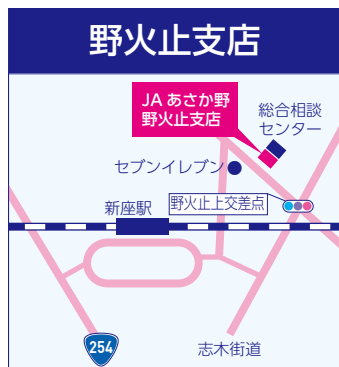 野火止支店
JA あさか野
野火止支店
総合相談
センター
セブンイレブン
新座駅
野火止上交差点
254
志木街道